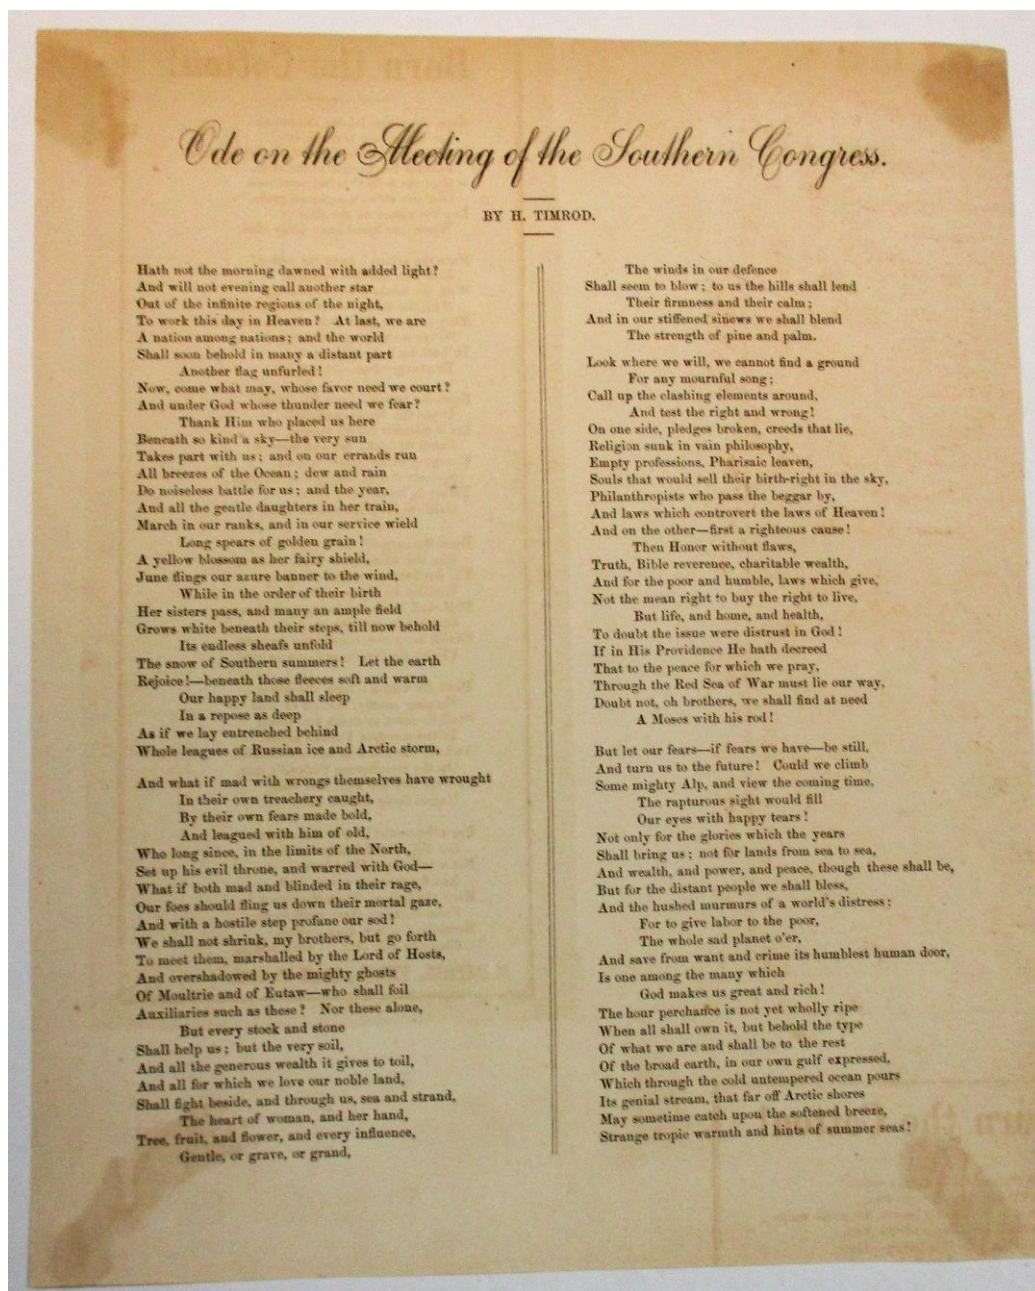 Ode on the Meeting of the Southern Congress.
BY H. TIMROD.
Hath not the morning dawned with added light?
And will not evening call another star
Out of the infinite regions of the night,
To work this day in Heaven? At last, we are
A nation among nations; and the world
Shall soon behold in many a distant part
Another flag unfurled!
Now, come what may, whose favor need we court?
And under God whose thunder need we fear?
Thank Him who placed us here
Beneath so kind a sky—the very sun
Takes part with us; and on our errands run
All breezes of the Ocean; dew and rain
Do noiseless battle for us; and the year,
And all the gentle daughters in her train,
March in our ranks, and in our service wield
Long spears of golden grain!
A yellow blossom as her fairy shield,
June flings our azure banner to the wind,
While in the order of their birth
Her sisters pass, and many an ample field
Grows white beneath their steps, till now behold
Its endless sheafs unfold
The snow of Southern summers! Let the earth
Rejoice!—beneath those fleeces soft and warm
Our happy land shall sleep
In a repose as deep
As if we lay entrenched behind
Whole leagues of Russian ice and Arctic storm,
And what if mad with wrongs themselves have wrought
In their own treachery caught,
By their own fears made bold,
And leagued with him of old,
Who long since, in the limits of the North,
Set up his evil throne, and warred with God—
What if both mad and blinded in their rage,
Our foes should fling us down their mortal gaze,
And with a hostile step profane our sod!
We shall not shrink, my brothers, but go forth
To meet them, marshalled by the Lord of Hosts,
And overshadowed by the mighty ghosts
Of Moultrie and of Eutaw—who shall foil
Auxiliaries such as these? Nor these alone,
But every stock and stone
Shall help us; but the very soil,
And all the generous wealth it gives to toil,
And all for which we love our noble land,
Shall fight beside, and through us, sea and strand,
The heart of woman, and her hand,
Tree, fruit, and flower, and every influence,
Gentle, or grave, or grand,
The winds in our defence
Shall seem to blow; to us the hills shall lend
Their firmness and their calm;
And in our stiffened sinews we shall blend
The strength of pine and palm.
Look where we will, we cannot find a ground
For any mournful song;
Call up the clashing elements around,
And test the right and wrong!
On one side, pledges broken, creeds that lie,
Religion sunk in vain philosophy,
Empty professions, Pharisaic leaven,
Souls that would sell their birth-right in the sky,
Philanthropists who pass the beggar by,
And laws which controvert the laws of Heaven!
And on the other—first a righteous cause!
Then Honor without flaws,
Truth, Bible reverence, charitable wealth,
And for the poor and humble, laws which give,
Not the mean right to buy the right to live,
But life, and home, and health,
To doubt the issue were distrust in God!
If in His Providence He hath decreed
That to the peace for which we pray,
Through the Red Sea of War must lie our way,
Doubt not, oh brothers, we shall find at need
A Moses with his rod!
But let our fears—if fears we have—be still,
And turn us to the future! Could we climb
Some mighty Alp, and view the coming time,
The rapturous sight would fill
Our eyes with happy tears!
Not only for the glories which the years
Shall bring us; not for lands from sea to sea,
And wealth, and power, and peace, though these shall be,
But for the distant people we shall bless,
And the hushed murmurs of a world's distress:
For to give labor to the poor,
The whole sad planet o'er,
And save from want and crime its humblest human door,
Is one among the many which
God makes us great and rich!
The hour perchance is not yet wholly ripe
When all shall own it, but behold the type
Of what we are and shall be to the rest
Of the broad earth, in our own gulf expressed,
Which through the cold untempered ocean pours
Its genial stream, that far off Arctic shores
May sometime catch upon the softened breeze,
Strange tropic warmth and hints of summer seas!